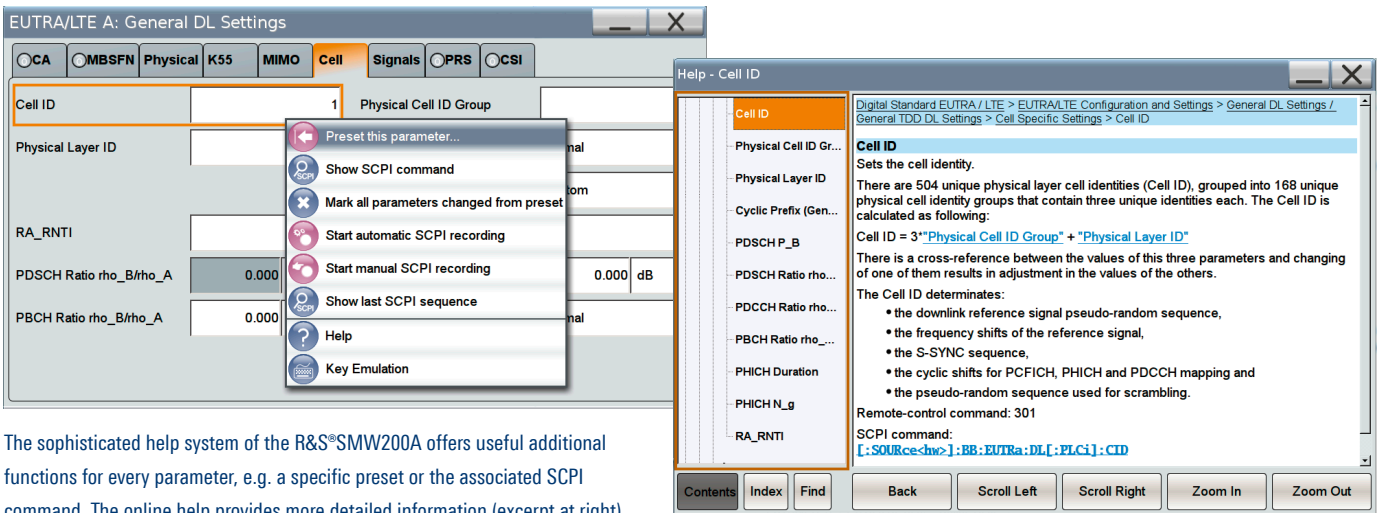 EUTRA/LTE A: General DL Settings
CA MBSFN Physical K55 MIMO Cell Signals PRS CSI
Cell ID 1 Physical Cell ID Group
Physical Layer ID
RA_RNTI
PDSCH Ratio rho_B/rho_A 0.000 0.000 dB
PBCH Ratio rho_B/rho_A 0.000
Preset this parameter...
Show SCPI command
Mark all parameters changed from preset
Start automatic SCPI recording
Start manual SCPI recording
Show last SCPI sequence
Help
Key Emulation
The sophisticated help system of the R&S®SMW200A offers useful additional
functions for every parameter, e.g. a specific preset or the associated SCPI
command. The online help provides more detailed information (excerpt at right)
Help - Cell ID
Cell ID
Physical Cell ID Gr...
Physical Layer ID
Cyclic Prefix (Gen...
PDSCH P_B
PDSCH Ratio rho...
PDCCH Ratio rho...
PBCH Ratio rho_...
PHICH Duration
PHICH N_g
RA_RNTI
Digital Standard EUTRA / LTE > EUTRA/LTE Configuration and Settings > General DL Settings /
General TDD DL Settings > Cell Specific Settings > Cell ID
Cell ID
Sets the cell identity.
There are 504 unique physical layer cell identities (Cell ID), grouped into 168 unique
physical cell identity groups that contain three unique identities each. The Cell ID is
calculated as following:
Cell ID = 3*"Physical Cell ID Group" + "Physical Layer ID"
There is a cross-reference between the values of this three parameters and changing
of one of them results in adjustment in the values of the others.
The Cell ID determinates:
• the downlink reference signal pseudo-random sequence,
• the frequency shifts of the reference signal,
• the S-SYNC sequence,
• the cyclic shifts for PCFICH, PHICH and PDCCH mapping and
• the pseudo-random sequence used for scrambling.
Remote-control command: 301
SCPI command:
[:SOURce<hw>]:BB:EUTRa:DL[:PLCi]:CID
Contents Index Find Back Scroll Left Scroll Right Zoom In Zoom Out